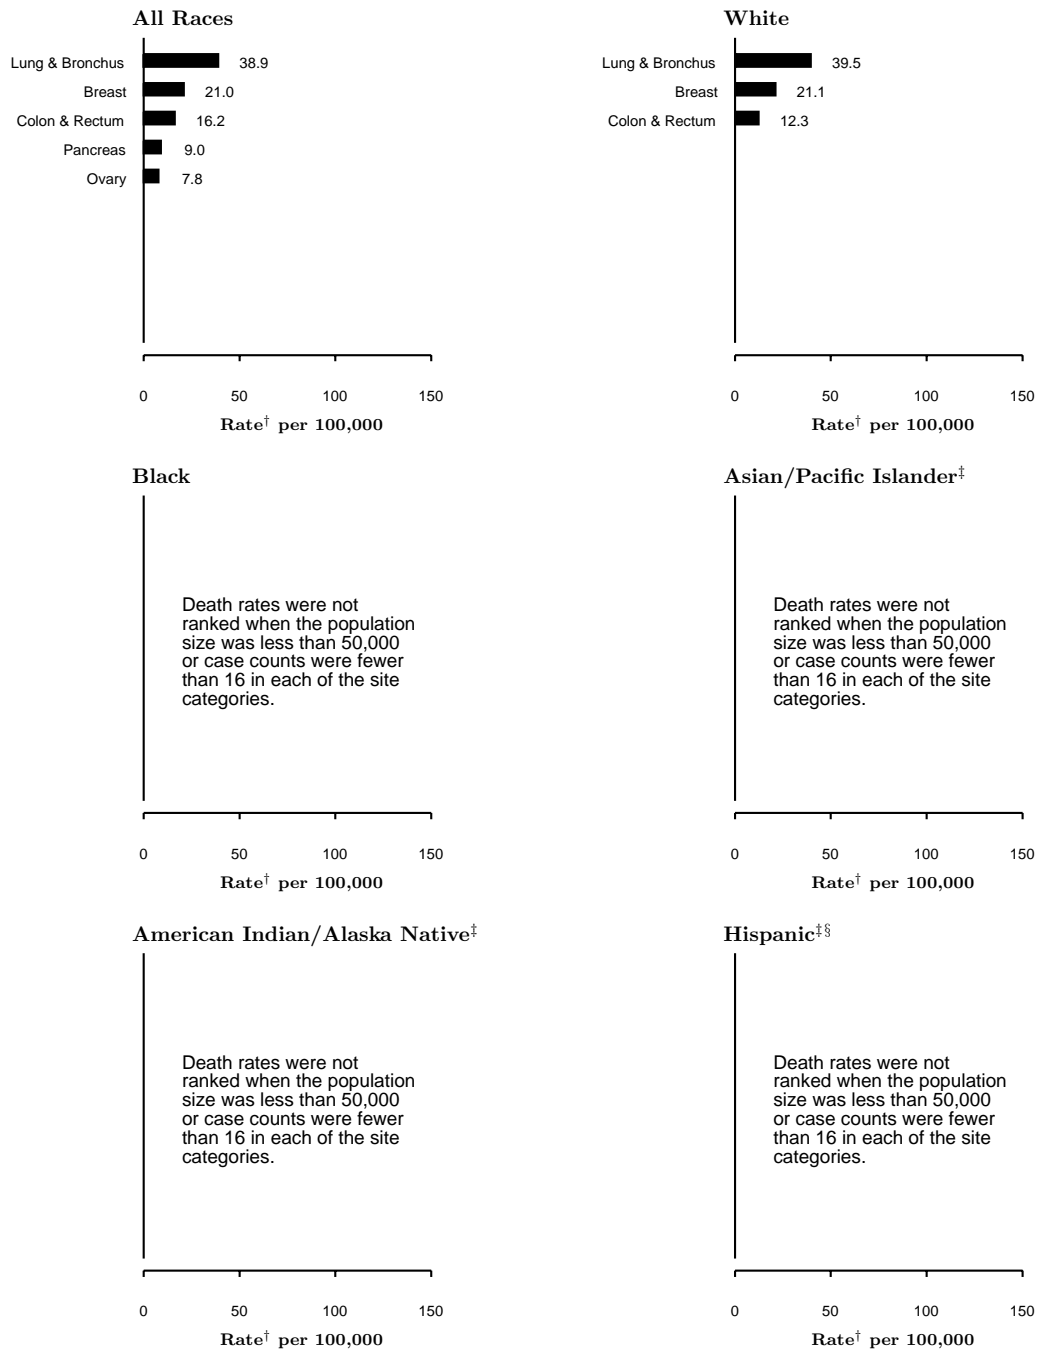 All Races
Lung & Bronchus 38.9
Breast 21.0
Colon & Rectum 16.2
Pancreas 9.0
Ovary 7.8
0 50 100 150
Rate† per 100,000
White
Lung & Bronchus 39.5
Breast 21.1
Colon & Rectum 12.3
0 50 100 150
Rate† per 100,000
Black
Death rates were not
ranked when the population
size was less than 50,000
or case counts were fewer
than 16 in each of the site
categories.
0 50 100 150
Rate† per 100,000
Asian/Pacific Islander‡
Death rates were not
ranked when the population
size was less than 50,000
or case counts were fewer
than 16 in each of the site
categories.
0 50 100 150
Rate† per 100,000
American Indian/Alaska Native‡
Death rates were not
ranked when the population
size was less than 50,000
or case counts were fewer
than 16 in each of the site
categories.
0 50 100 150
Rate† per 100,000
Hispanic‡§
Death rates were not
ranked when the population
size was less than 50,000
or case counts were fewer
than 16 in each of the site
categories.
0 50 100 150
Rate† per 100,000